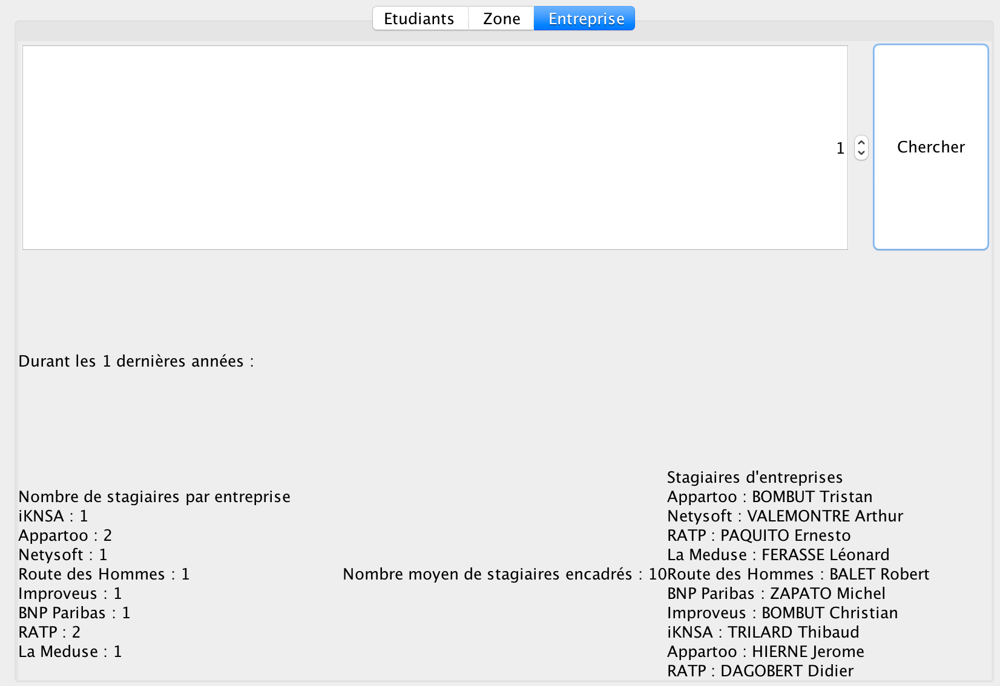 Etudiants
Zone
Entreprise
1
Chercher
Durant les 1 dernières années :
Nombre de stagiaires par entreprise
iKNSA : 1
Appartoo : 2
Netysoft : 1
Route des Hommes : 1
Improveus : 1
BNP Paribas : 1
RATP : 2
La Meduse : 1
Nombre moyen de stagiaires encadrés : 10
Stagiaires d'entreprises
Appartoo : BOMBUT Tristan
Netysoft : VALEMONTRE Arthur
RATP : PAQUITO Ernesto
La Meduse : FERASSE Léonard
Route des Hommes : BALET Robert
BNP Paribas : ZAPATO Michel
Improveus : BOMBUT Christian
iKNSA : TRILARD Thibaud
Appartoo : HIERNE Jerome
RATP : DAGOBERT Didier